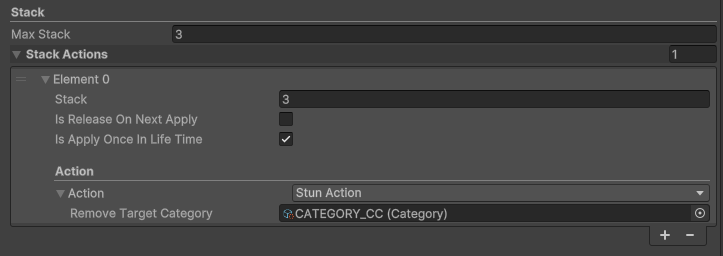 Stack
Max Stack 3
Stack Actions 1
Element 0
Stack 3
Is Release On Next Apply
Is Apply Once In Life Time
Action
Action Stun Action
Remove Target Category CATEGORY_CC (Category)